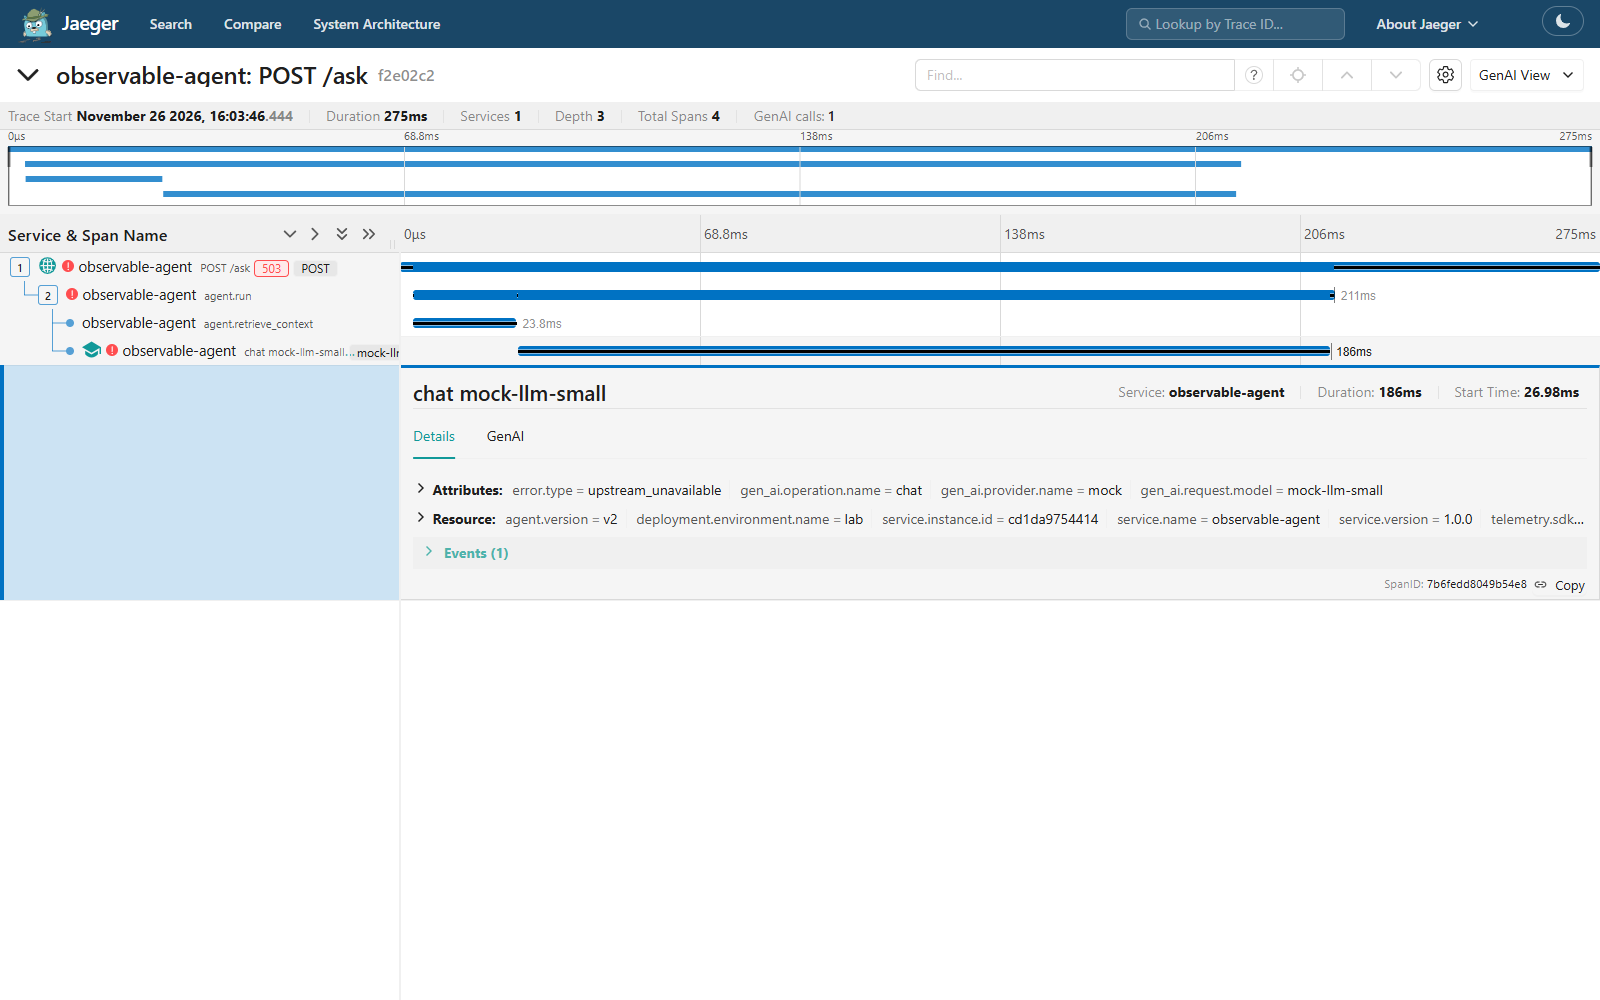 Jaeger Search Compare System Architecture Lookup by Trace ID... About Jaeger
observable-agent: POST /ask f2e02c2 Find... ? GenAI View
Trace Start November 26 2026, 16:03:46.444 Duration 275ms Services 1 Depth 3 Total Spans 4 GenAI calls: 1
0μs 68.8ms 138ms 206ms 275ms
Service & Span Name 0μs 68.8ms 138ms 206ms 275ms
1 observable-agent POST /ask 503 POST
2 observable-agent agent.run 211ms
observable-agent agent.retrieve_context 23.8ms
observable-agent chat mock-llm-small... mock-llm 186ms
chat mock-llm-small Service: observable-agent Duration: 186ms Start Time: 26.98ms
Details GenAI
Attributes: error.type = upstream_unavailable gen_ai.operation.name = chat gen_ai.provider.name = mock gen_ai.request.model = mock-llm-small
Resource: agent.version = v2 deployment.environment.name = lab service.instance.id = cd1da9754414 service.name = observable-agent service.version = 1.0.0 telemetry.sdk...
Events (1)
SpanID: 7b6fedd8049b54e8 Copy